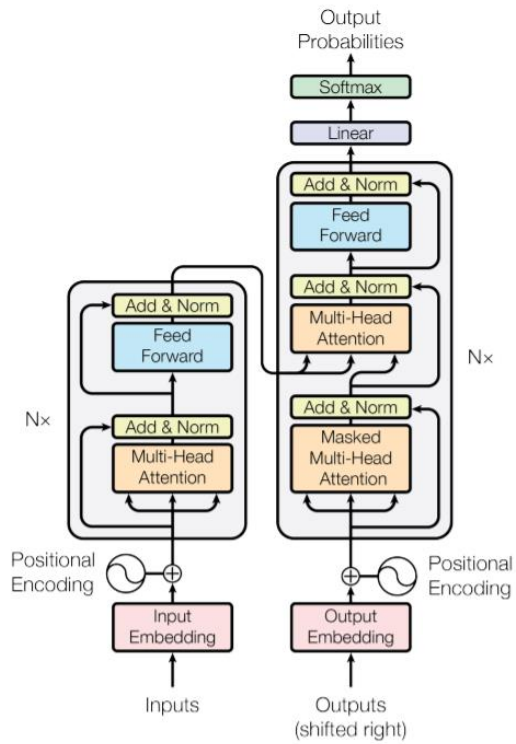 Output
Probabilities
Softmax
Linear
Add & Norm
Feed
Forward
Add & Norm
Multi-Head
Attention
Add & Norm
Masked
Multi-Head
Attention
Nx
Add & Norm
Feed
Forward
Add & Norm
Multi-Head
Attention
Nx
Positional
Encoding
Positional
Encoding
Input
Embedding
Output
Embedding
Inputs
Outputs
(shifted right)